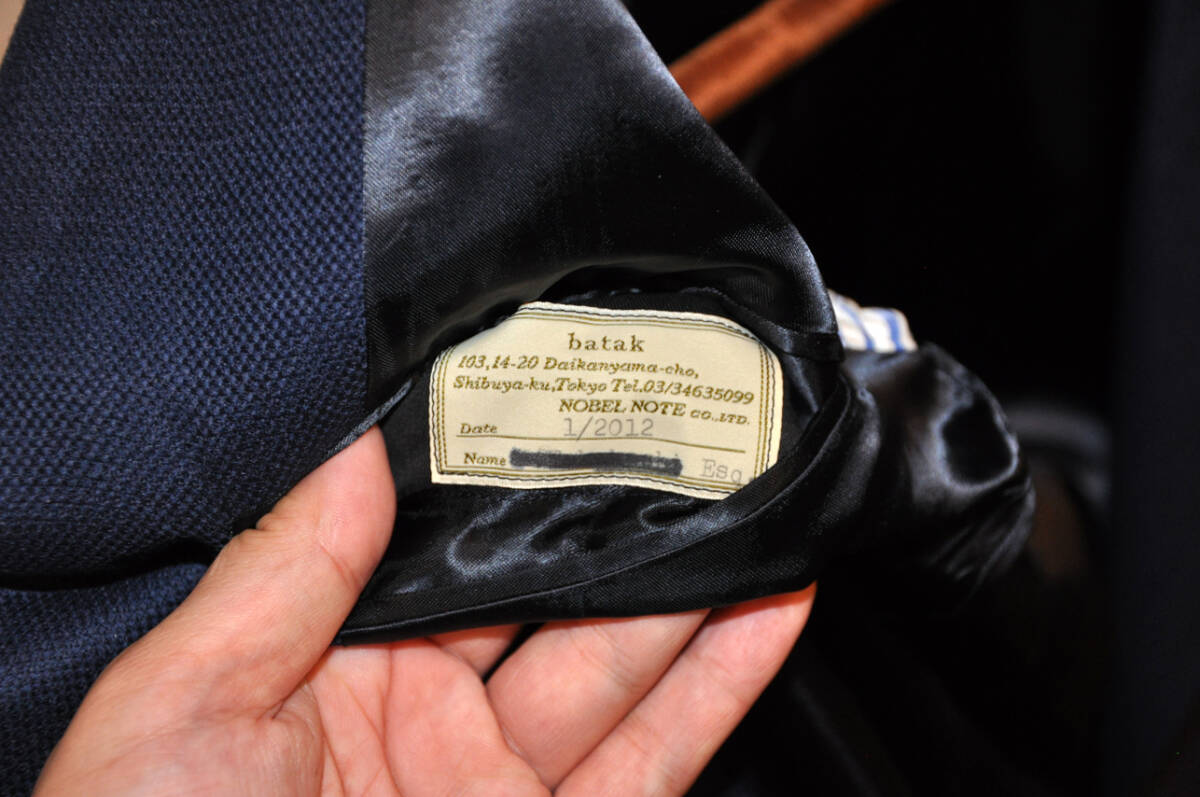 batak
103,14-20 Daikanyama-cho,
Shibuya-ku,Tokyo Tel.03/34635099
NOBEL NOTE CO.,LTD.
Date 1/2012
Name Esq.